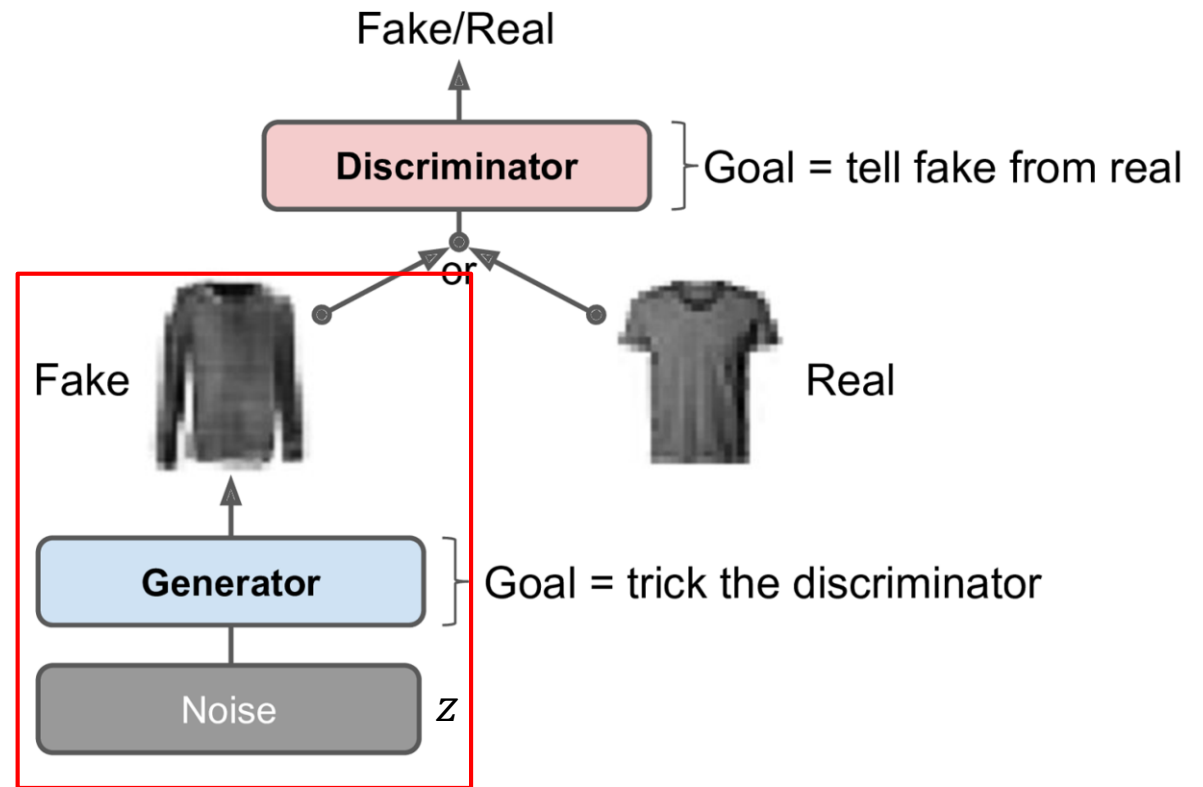 Fake/Real
Discriminator
Goal = tell fake from real
or
Fake
Real
Generator
Goal = trick the discriminator
Noise
z